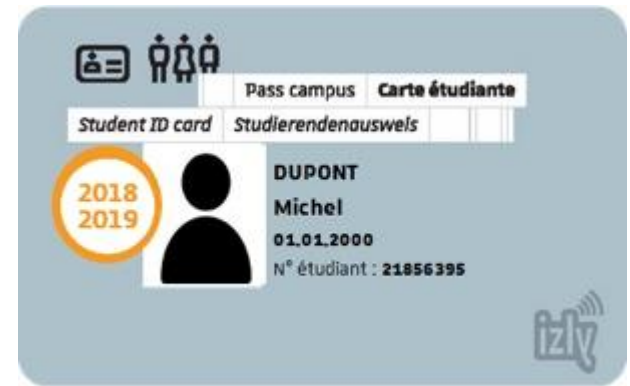 Pass campus Carte étudiante
Student ID card Studierendenausweis
2018
2019
DUPONT
Michel
01.01.2000
N° étudiant : 21856395
izly